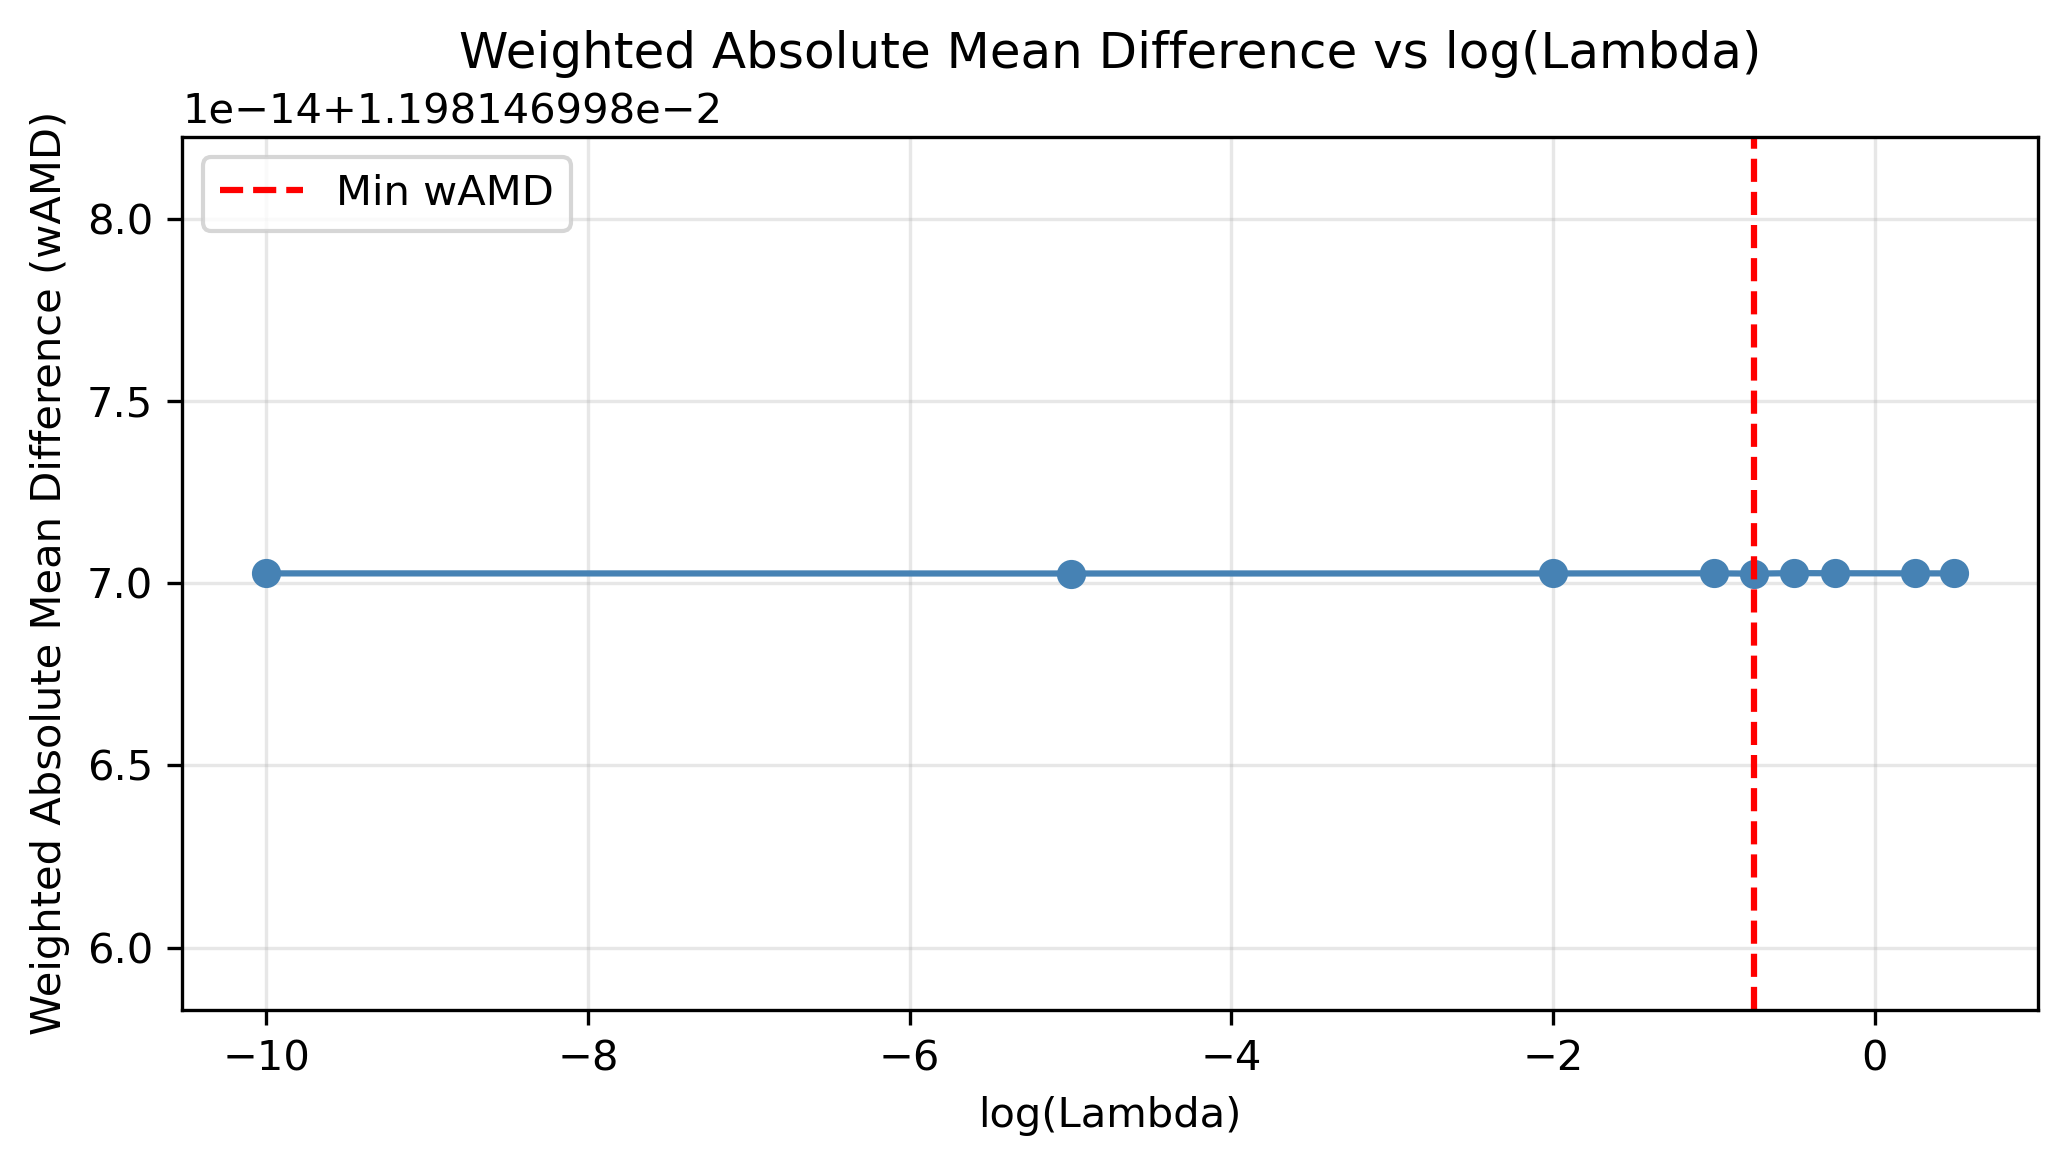 Weighted Absolute Mean Difference vs log(Lambda)
1e−14+1.198146998e−2
Min wAMD
Weighted Absolute Mean Difference (wAMD)
8.0
7.5
7.0
6.5
6.0
−10 −8 −6 −4 −2 0
log(Lambda)